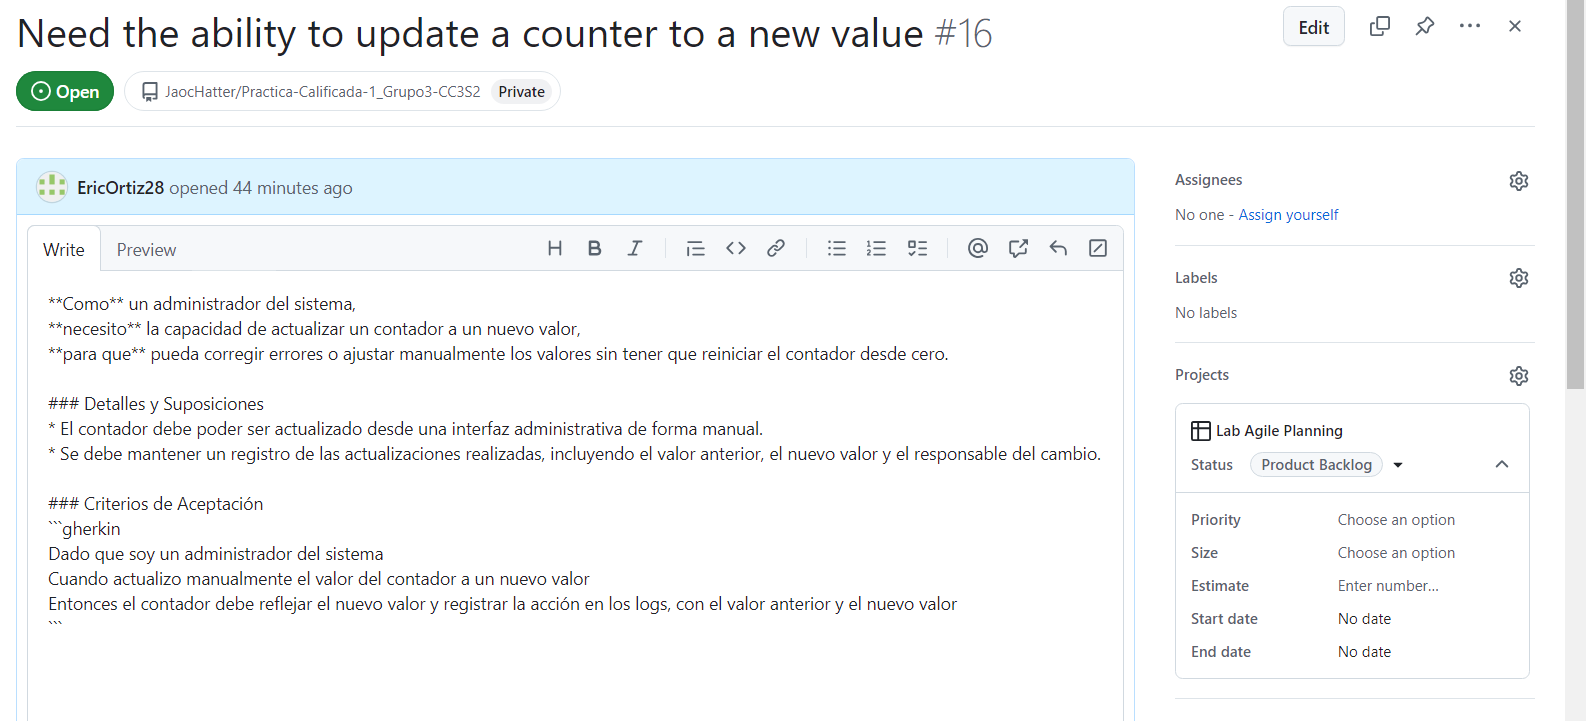 Need the ability to update a counter to a new value #16
Edit
Open
JaocHatter/Practica-Calificada-1_Grupo3-CC3S2 Private
EricOrtiz28 opened 44 minutes ago
Write
Preview
**Como** un administrador del sistema,
**necesito** la capacidad de actualizar un contador a un nuevo valor,
**para que** pueda corregir errores o ajustar manualmente los valores sin tener que reiniciar el contador desde cero.
### Detalles y Suposiciones
* El contador debe poder ser actualizado desde una interfaz administrativa de forma manual.
* Se debe mantener un registro de las actualizaciones realizadas, incluyendo el valor anterior, el nuevo valor y el responsable del cambio.
### Criterios de Aceptación
```gherkin
Dado que soy un administrador del sistema
Cuando actualizo manualmente el valor del contador a un nuevo valor
Entonces el contador debe reflejar el nuevo valor y registrar la acción en los logs, con el valor anterior y el nuevo valor
```
Assignees
No one - Assign yourself
Labels
No labels
Projects
Lab Agile Planning
Status Product Backlog
Priority Choose an option
Size Choose an option
Estimate Enter number...
Start date No date
End date No date